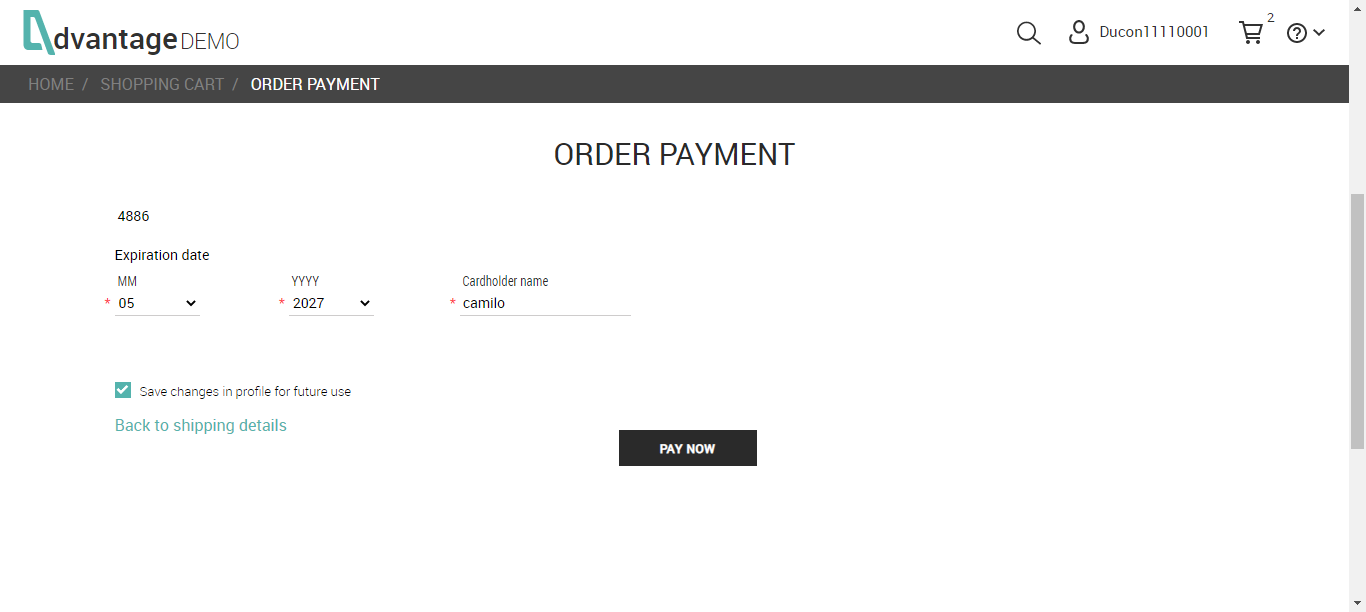 Advantage DEMO
Ducon11110001
2
?
HOME / SHOPPING CART / ORDER PAYMENT
ORDER PAYMENT
4886
Expiration date
MM YYYY Cardholder name
* 05 * 2027 * camilo
Save changes in profile for future use
Back to shipping details
PAY NOW